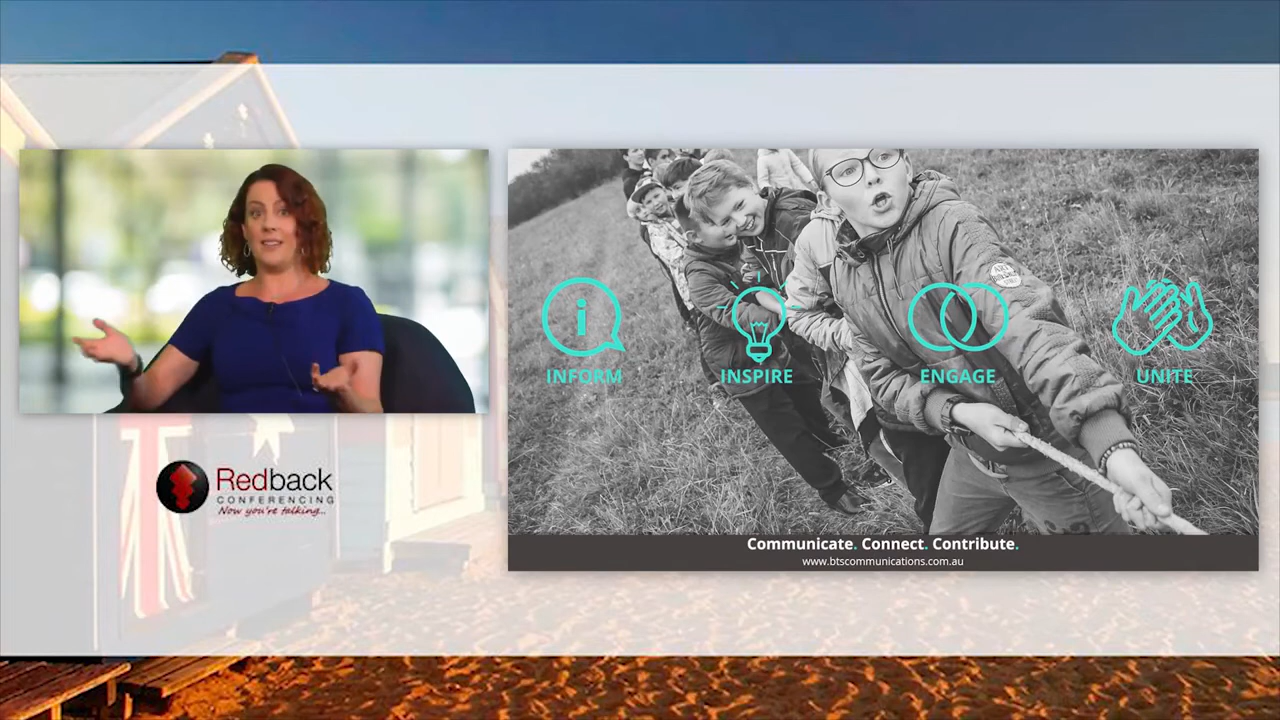 Redback
CONFERENCING
Now you're talking...
INFORM
INSPIRE
ENGAGE
UNITE
Communicate. Connect. Contribute.
www.btscommunications.com.au